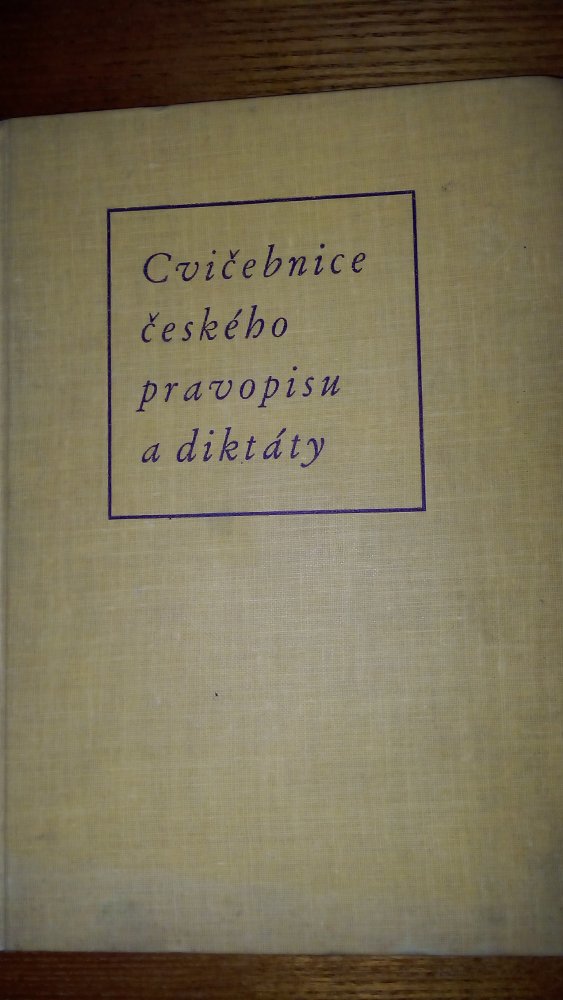 Cvičebnice
českého
pravopisu
a diktáty